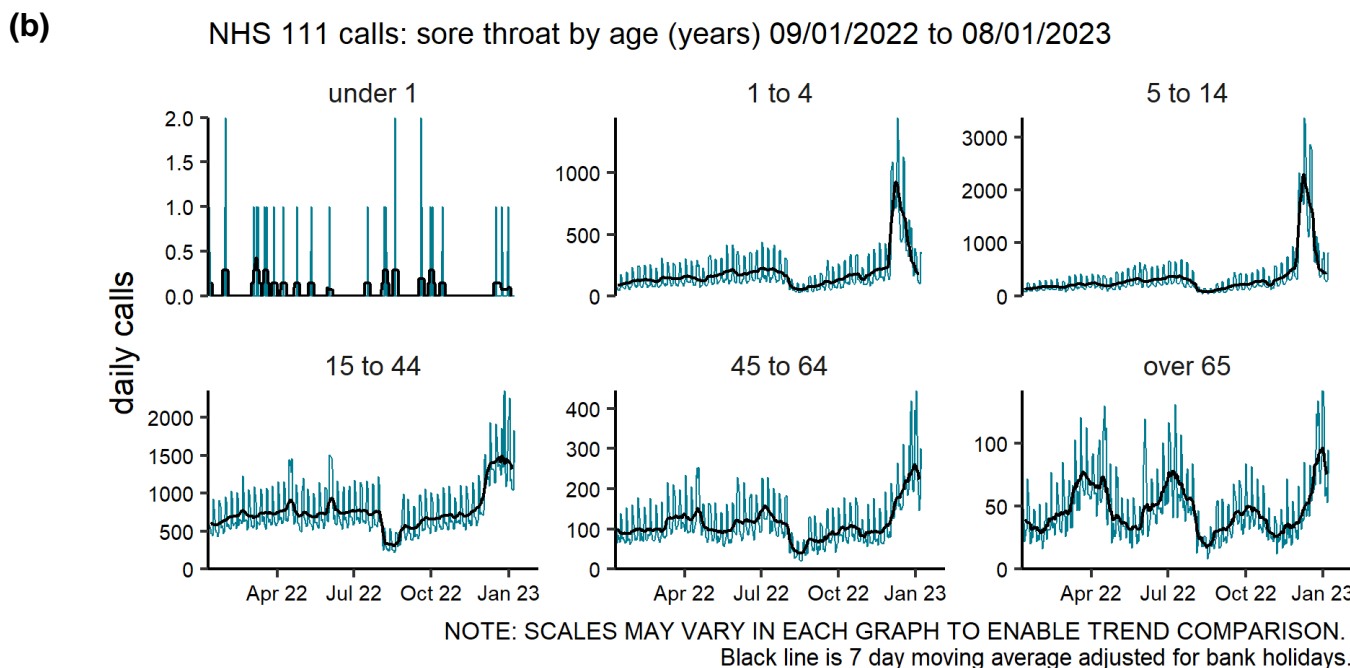 (b)
NHS 111 calls: sore throat by age (years) 09/01/2022 to 08/01/2023
daily calls
under 1
2.0
1.5
1.0
0.5
0.0
1 to 4
1000
500
0
5 to 14
3000
2000
1000
0
15 to 44
2000
1500
1000
500
0
Apr 22 Jul 22 Oct 22 Jan 23
45 to 64
400
300
200
100
0
Apr 22 Jul 22 Oct 22 Jan 23
over 65
100
50
0
Apr 22 Jul 22 Oct 22 Jan 23
NOTE: SCALES MAY VARY IN EACH GRAPH TO ENABLE TREND COMPARISON.
Black line is 7 day moving average adjusted for bank holidays.